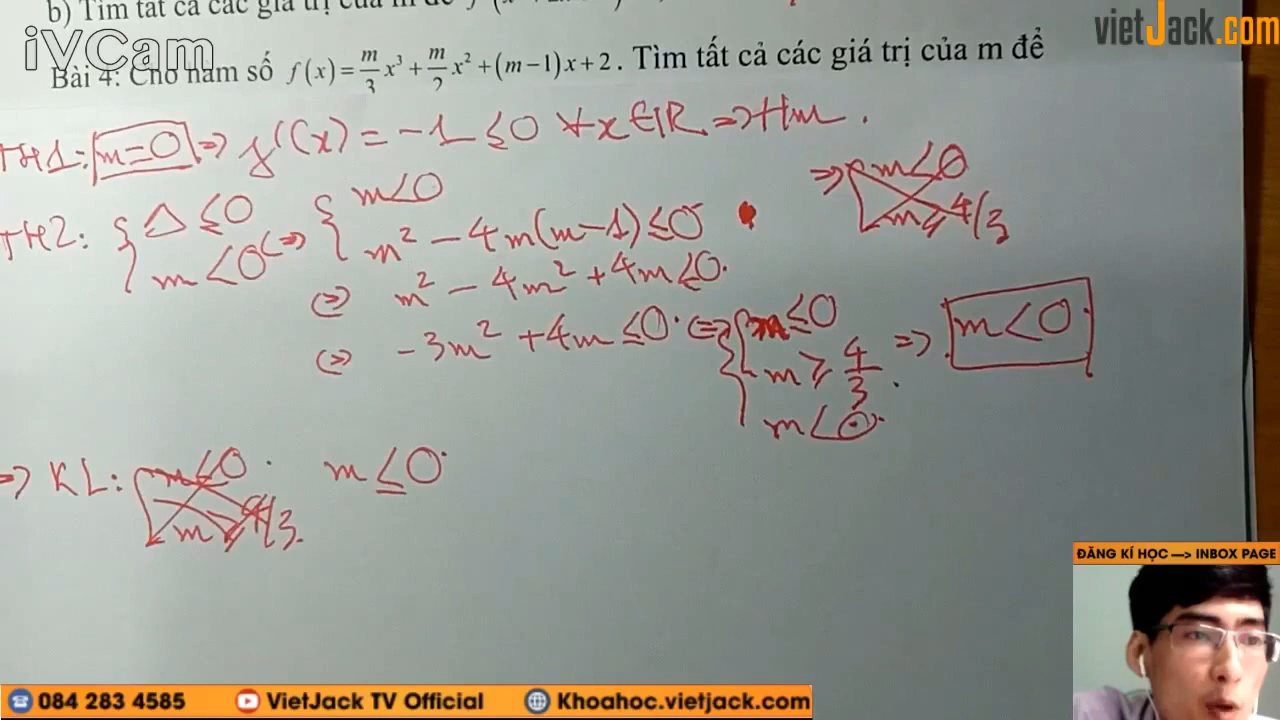 b) Tìm tất cả các giá trị của m để
iVCam
vietJack.com
Bài 4: Cho hàm số f(x) = m/3 x³ + m/2 x² + (m−1)x + 2. Tìm tất cả các giá trị của m để
TH1: m=0 => f'(x) = -1 ≤ 0 ∀x∈R => tm.
TH2: { Δ ≤ 0
m < 0 <=> { m<0
m² - 4m(m-1) ≤ 0
=> m<0
m ≥ 4/3
<=> m² - 4m² + 4m ≤ 0.
<=> -3m² + 4m ≤ 0. <=> { m ≤ 0
m ≥ 4/3.
m < 0.
=> m < 0.
=> KL: m ≤ 0. m ≤ 0.
m ≥ 4/3.
ĐĂNG KÍ HỌC —> INBOX PAGE
084 283 4585 VietJack TV Official Khoahoc.vietjack.com